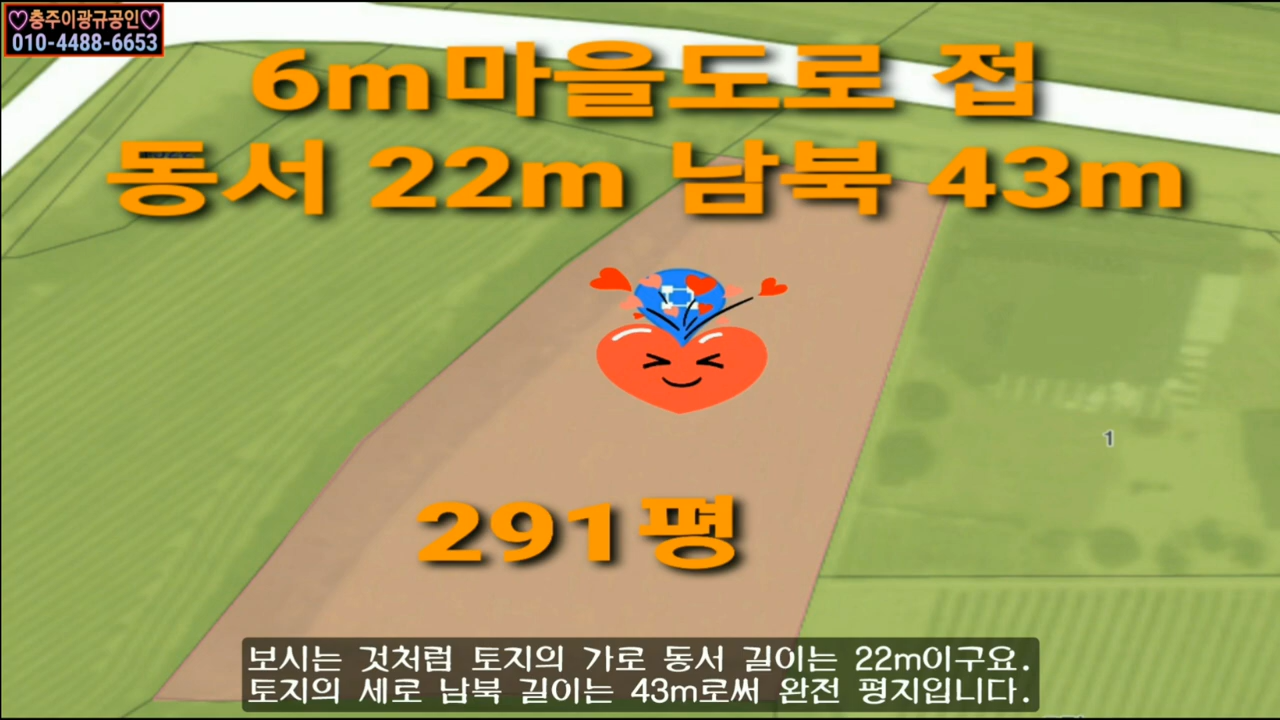 ♡충주이광규공인♡
010-4488-6653
6m마을도로 접
동서 22m 남북 43m
291평
1
보시는 것처럼 토지의 가로 동서 길이는 22m이구요.
토지의 세로 남북 길이는 43m로써 완전 평지입니다.